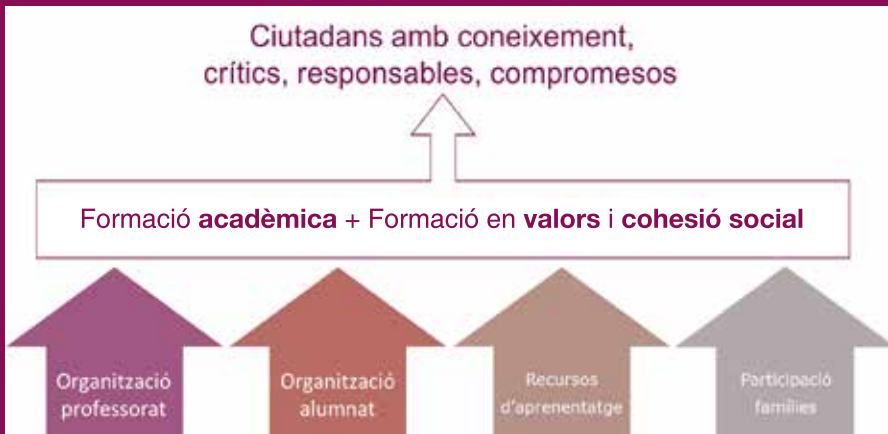 Ciutadans amb coneixement,
crítics, responsables, compromesos
Formació acadèmica + Formació en valors i cohesió social
Organització
professorat
Organització
alumnat
Recursos
d'aprenentatge
Participació
famílies